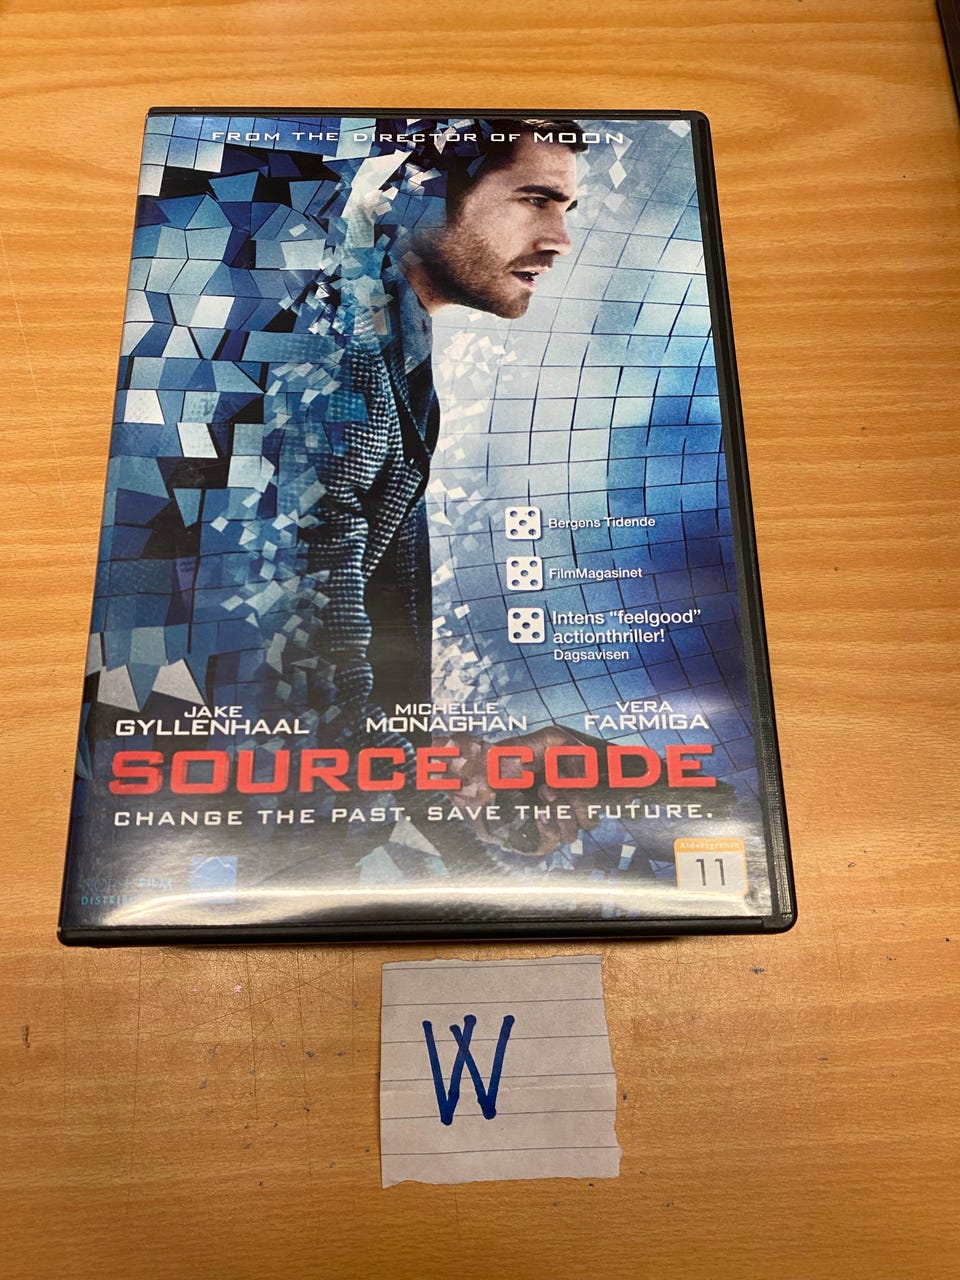 FROM THE DIRECTOR OF MOON
Bergens Tidende
FilmMagasinet
Intens "feelgood"
actionthriller!
Dagsavisen
JAKE
GYLLENHAAL
MICHELLE
MONAGHAN
VERA
FARMIGA
SOURCE CODE
CHANGE THE PAST. SAVE THE FUTURE.
Aldersgrense
11
W